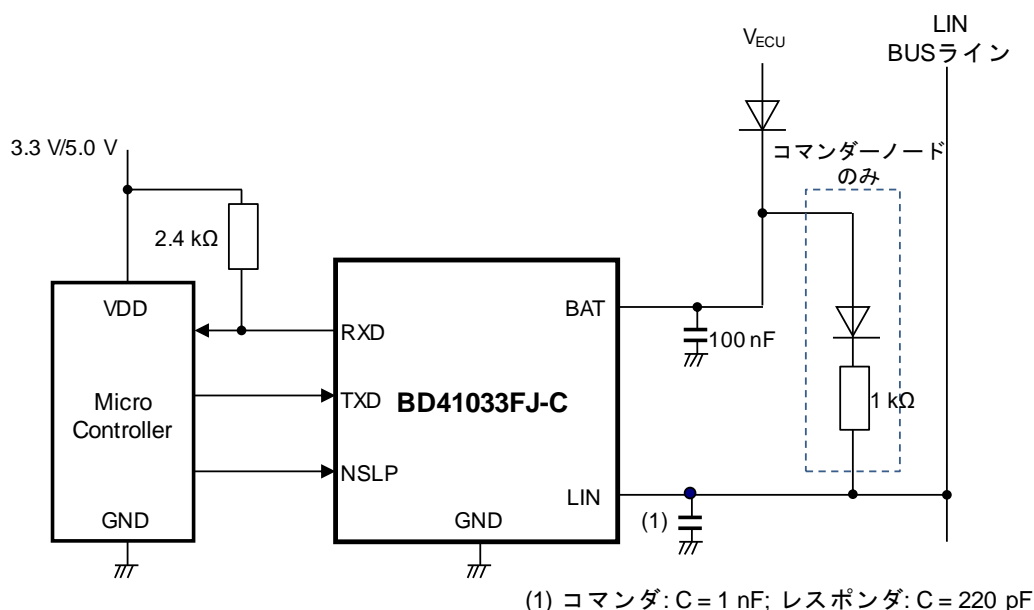 LIN
BUSライン
VECU
コマンダーノード
のみ
3.3 V/5.0 V
2.4 kΩ
VDD
Micro
Controller
GND
RXD
TXD
NSLP
BD41033FJ-C
BAT
LIN
GND
100 nF
1 kΩ
(1)
(1) コマンダ: C = 1 nF; レスポンダ: C = 220 pF